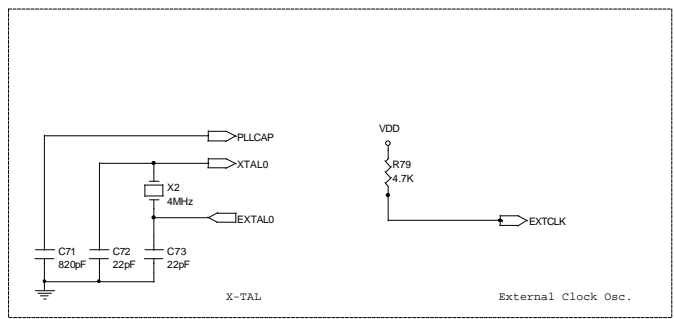 PLLCAP
VDD
XTAL0
R79
4.7K
X2
4MHz
EXTAL0
EXTCLK
C71
820pF
C72
22pF
C73
22pF
X-TAL
External Clock Osc.